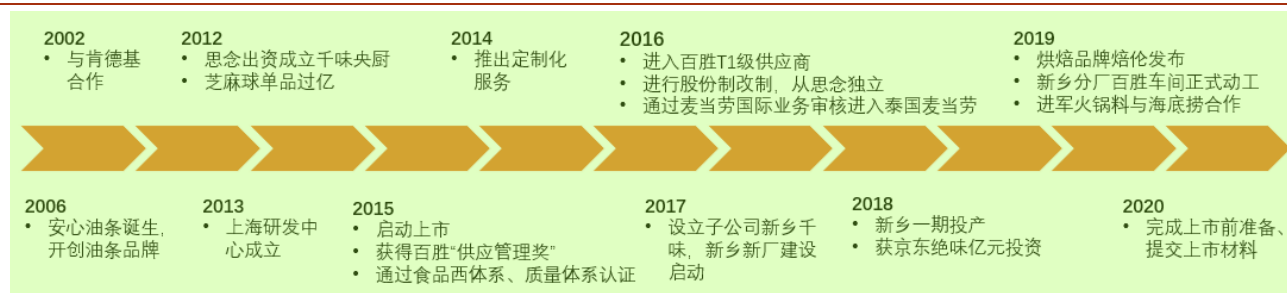 2002
• 与肯德基
合作
2012
• 思念出资成立千味央厨
• 芝麻球单品过亿
2014
• 推出定制化
服务
2016
• 进入百胜T1级供应商
• 进行股份制改制，从思念独立
• 通过麦当劳国际业务审核进入泰国麦当劳
2019
• 烘焙品牌焙伦发布
• 新乡分厂百胜车间正式动工
• 进军火锅料与海底捞合作
2006
• 安心油条诞生，
开创油条品牌
2013
• 上海研发中
心成立
2015
• 启动上市
• 获得百胜“供应管理奖”
• 通过食品西体系、质量体系认证
2017
• 设立子公司新乡千
味，新乡新厂建设
启动
2018
• 新乡一期投产
• 获京东绝味亿元投资
2020
• 完成上市前准备、
提交上市材料